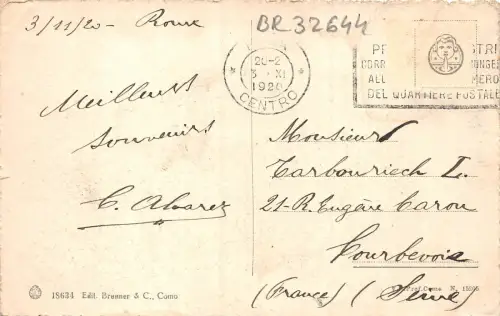 3/11/20 - Rome
BR 32644
20-2
3 · XI
1920
CENTRO
DEL QUARTIERE POSTALE
Meilleurs
souvenirs
C. Alvarez
Monsieur
Tarbouriech L.
21-R. Eugène Caron
Courbevoie
(France) (Seine)
18634 Edit. Brunner & C., Como